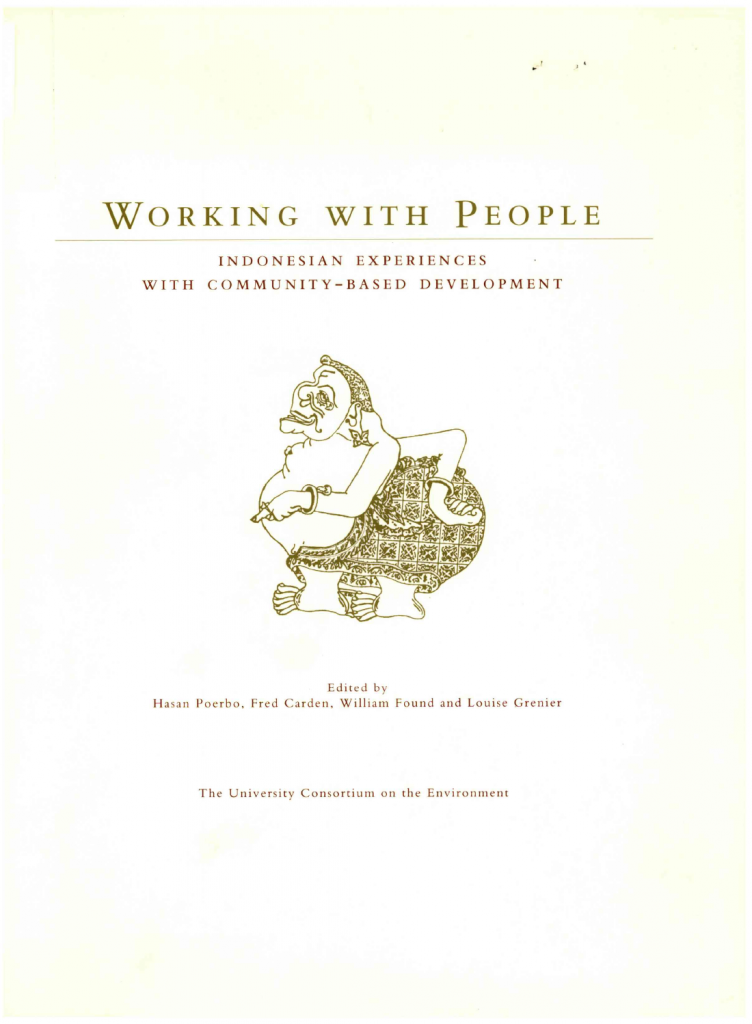 WORKING WITH PEOPLE
INDONESIAN EXPERIENCES
WITH COMMUNITY-BASED DEVELOPMENT
Edited by
Hasan Poerbo, Fred Carden, William Found and Louise Grenier
The University Consortium on the Environment